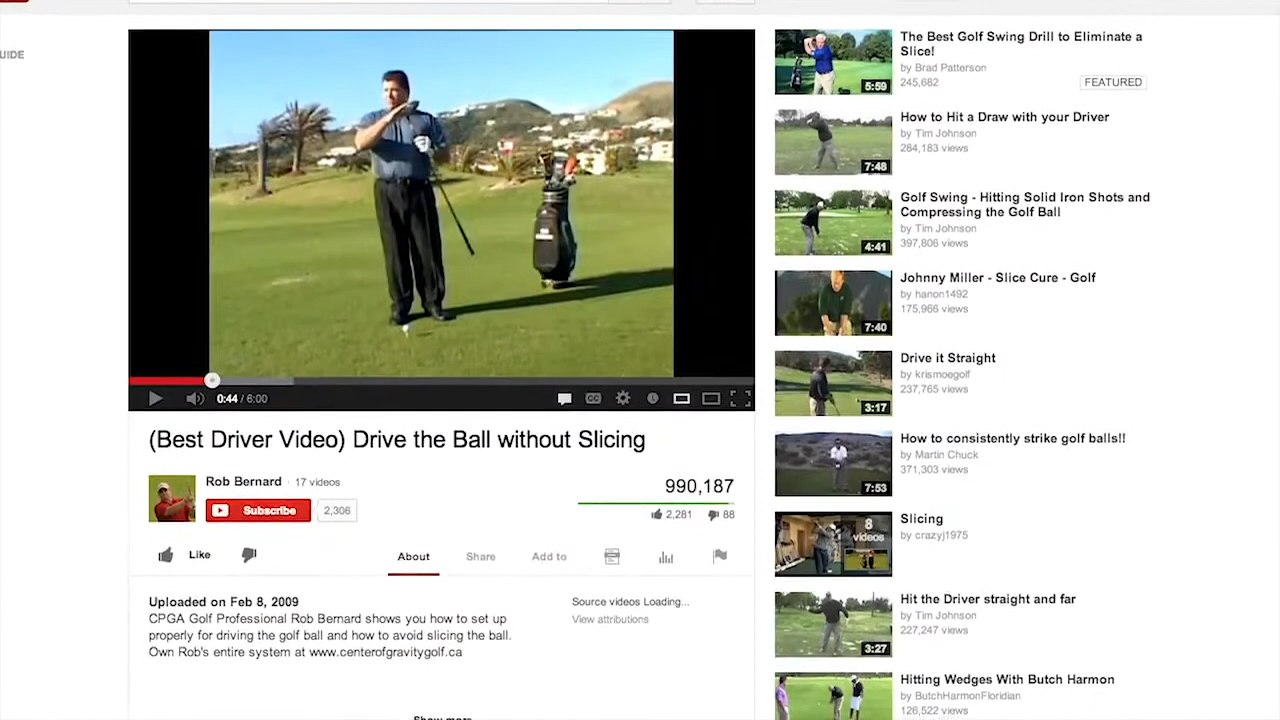 UIDE
0:44 / 6:00
CC
(Best Driver Video) Drive the Ball without Slicing
Rob Bernard · 17 videos
Subscribe
2,306
990,187
2,281
88
Like
About
Share
Add to
Uploaded on Feb 8, 2009
CPGA Golf Professional Rob Bernard shows you how to set up
properly for driving the golf ball and how to avoid slicing the ball.
Own Rob's entire system at www.centerofgravitygolf.ca
Source videos Loading...
View attributions
Show more
5:59
The Best Golf Swing Drill to Eliminate a
Slice!
by Brad Patterson
245,682
FEATURED
7:48
How to Hit a Draw with your Driver
by Tim Johnson
284,183 views
4:41
Golf Swing - Hitting Solid Iron Shots and
Compressing the Golf Ball
by Tim Johnson
397,806 views
7:40
Johnny Miller - Slice Cure - Golf
by hanon1492
175,966 views
3:17
Drive it Straight
by krismoegolf
237,765 views
7:53
How to consistently strike golf balls!!
by Martin Chuck
371,303 views
8
videos
Slicing
by crazyj1975
3:27
Hit the Driver straight and far
by Tim Johnson
227,247 views
Hitting Wedges With Butch Harmon
by ButchHarmonFloridian
126,522 views